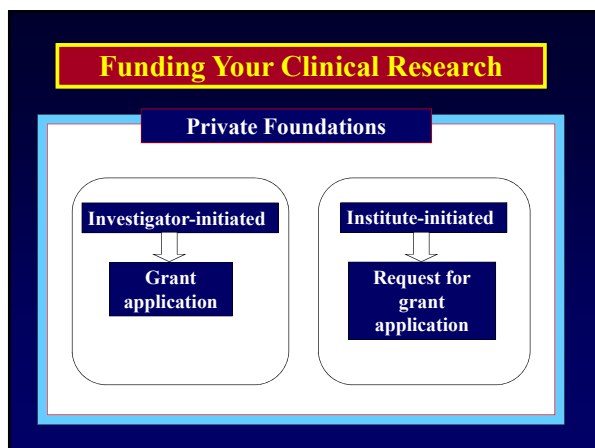 Funding Your Clinical Research
Private Foundations
Investigator-initiated
Grant
application
Institute-initiated
Request for
grant
application